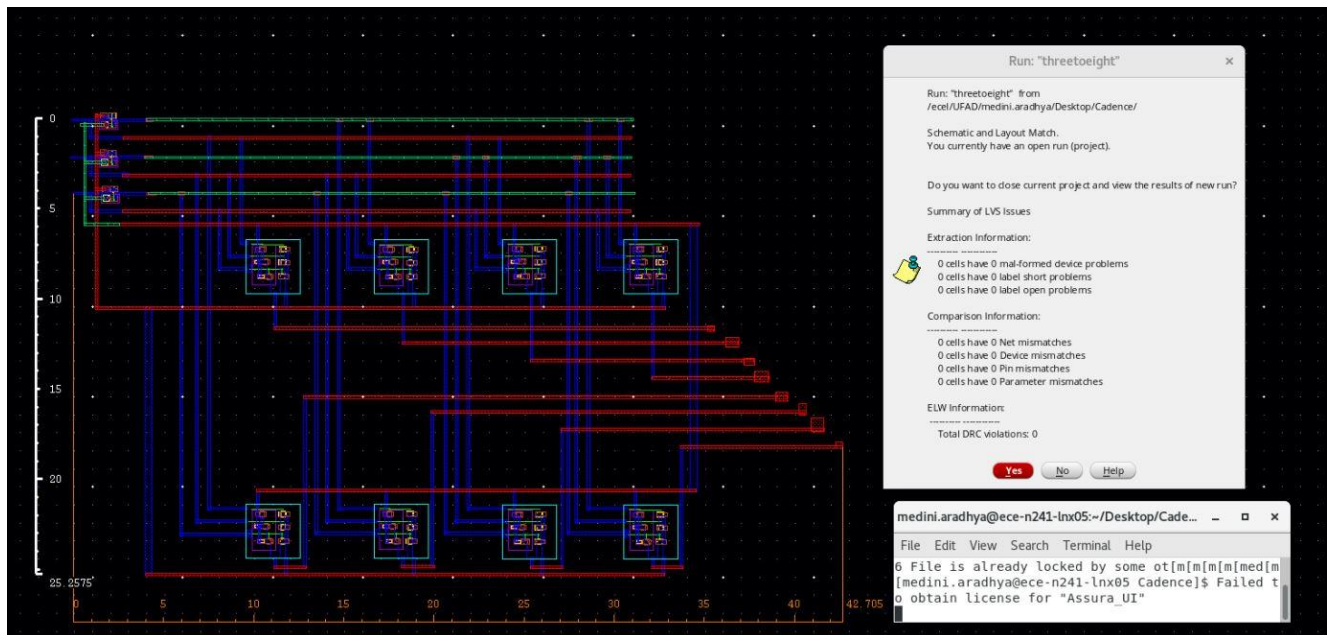 Run: "threetoeight"
Run: "threetoeight" from
/ecel/UFAD/medini.aradhya/Desktop/Cadence/
Schematic and Layout Match.
You currently have an open run (project).
Do you want to close current project and view the results of new run?
Summary of LVS Issues
Extraction Information:
0 cells have 0 mal-formed device problems
0 cells have 0 label short problems
0 cells have 0 label open problems
Comparison Information:
0 cells have 0 Net mismatches
0 cells have 0 Device mismatches
0 cells have 0 Pin mismatches
0 cells have 0 Parameter mismatches
ELW Information:
Total DRC violations: 0
Yes No Help
0
5
10
15
20
25.2575
0 5 10 15 20 25 30 35 40 42.705
medini.aradhya@ece-n241-lnx05:~/Desktop/Cade...
File Edit View Search Terminal Help
6 File is already locked by some ot[m[m[m[m[med[m
[medini.aradhya@ece-n241-lnx05 Cadence]$ Failed t
o obtain license for "Assura_UI"